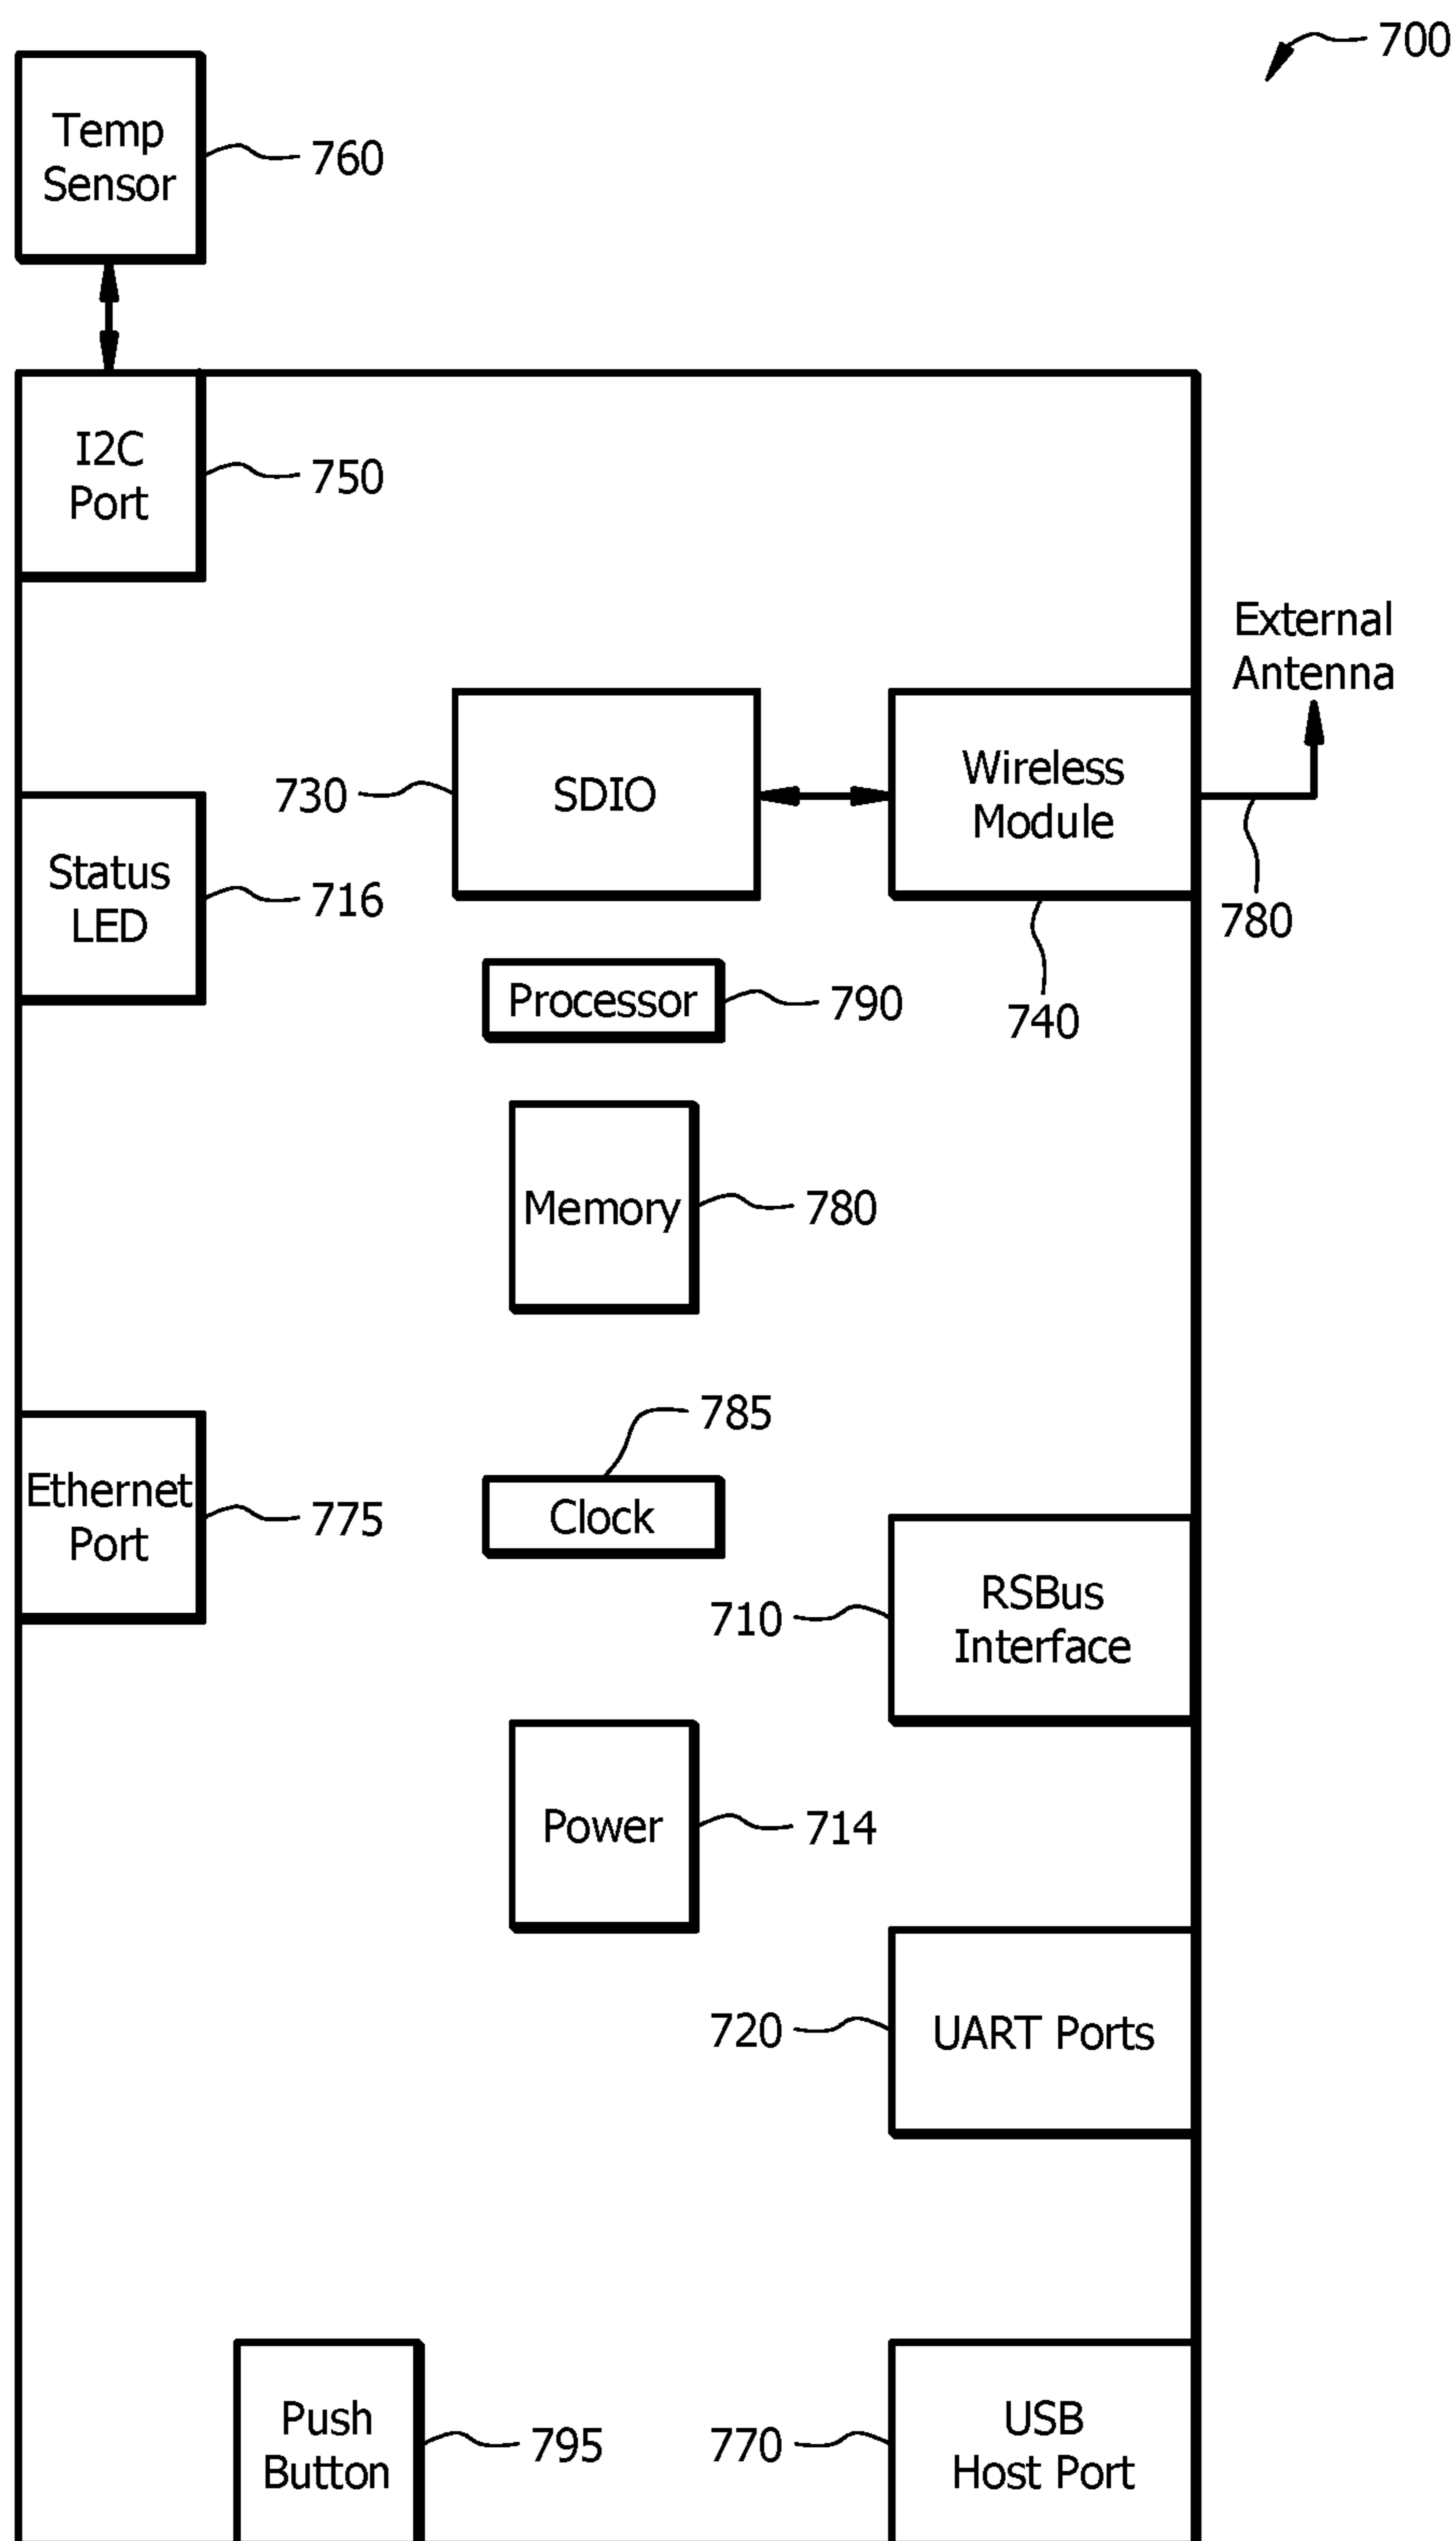 700
Temp
Sensor
760
I2C
Port
750
External
Antenna
730
SDIO
Wireless
Module
Status
LED
716
780
Processor
790
740
Memory
780
785
Ethernet
Port
775
Clock
710
RSBus
Interface
Power
714
720
UART Ports
Push
Button
795
770
USB
Host Port